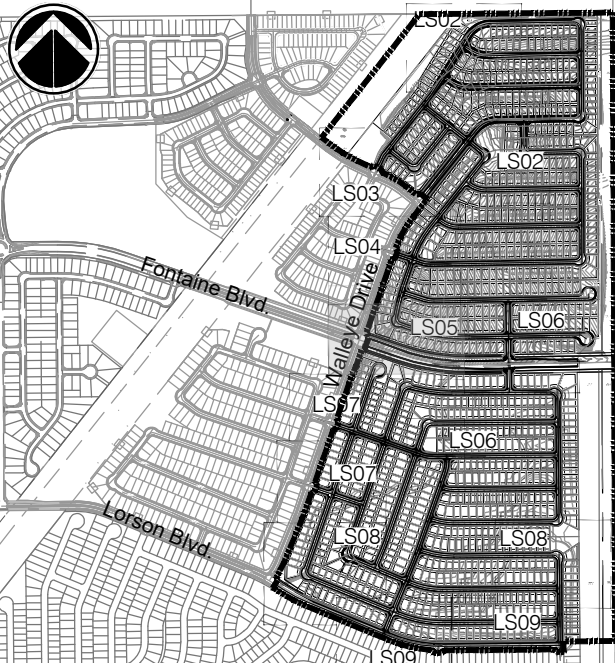 LS02
LS02
LS03
LS04
Fontaine Blvd.
Walleye Drive
LS05
LS06
LS07
LS06
LS07
LS08
LS08
Lorson Blvd.
LS09
LS09